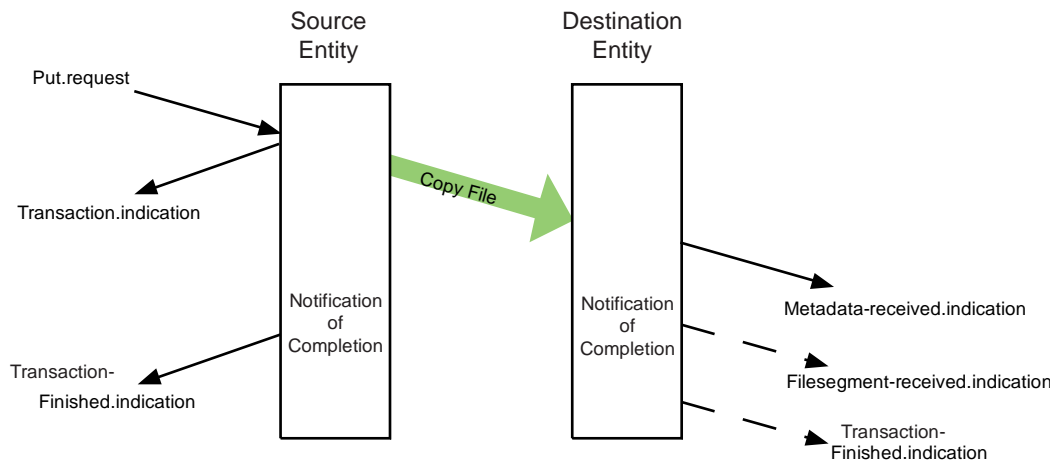 Source
Entity
Destination
Entity
Put.request
Copy File
Transaction.indication
Metadata-received.indication
Notification
of
Completion
Notification
of
Completion
Transaction-
Finished.indication
Filesegment-received.indication
Transaction-
Finished.indication